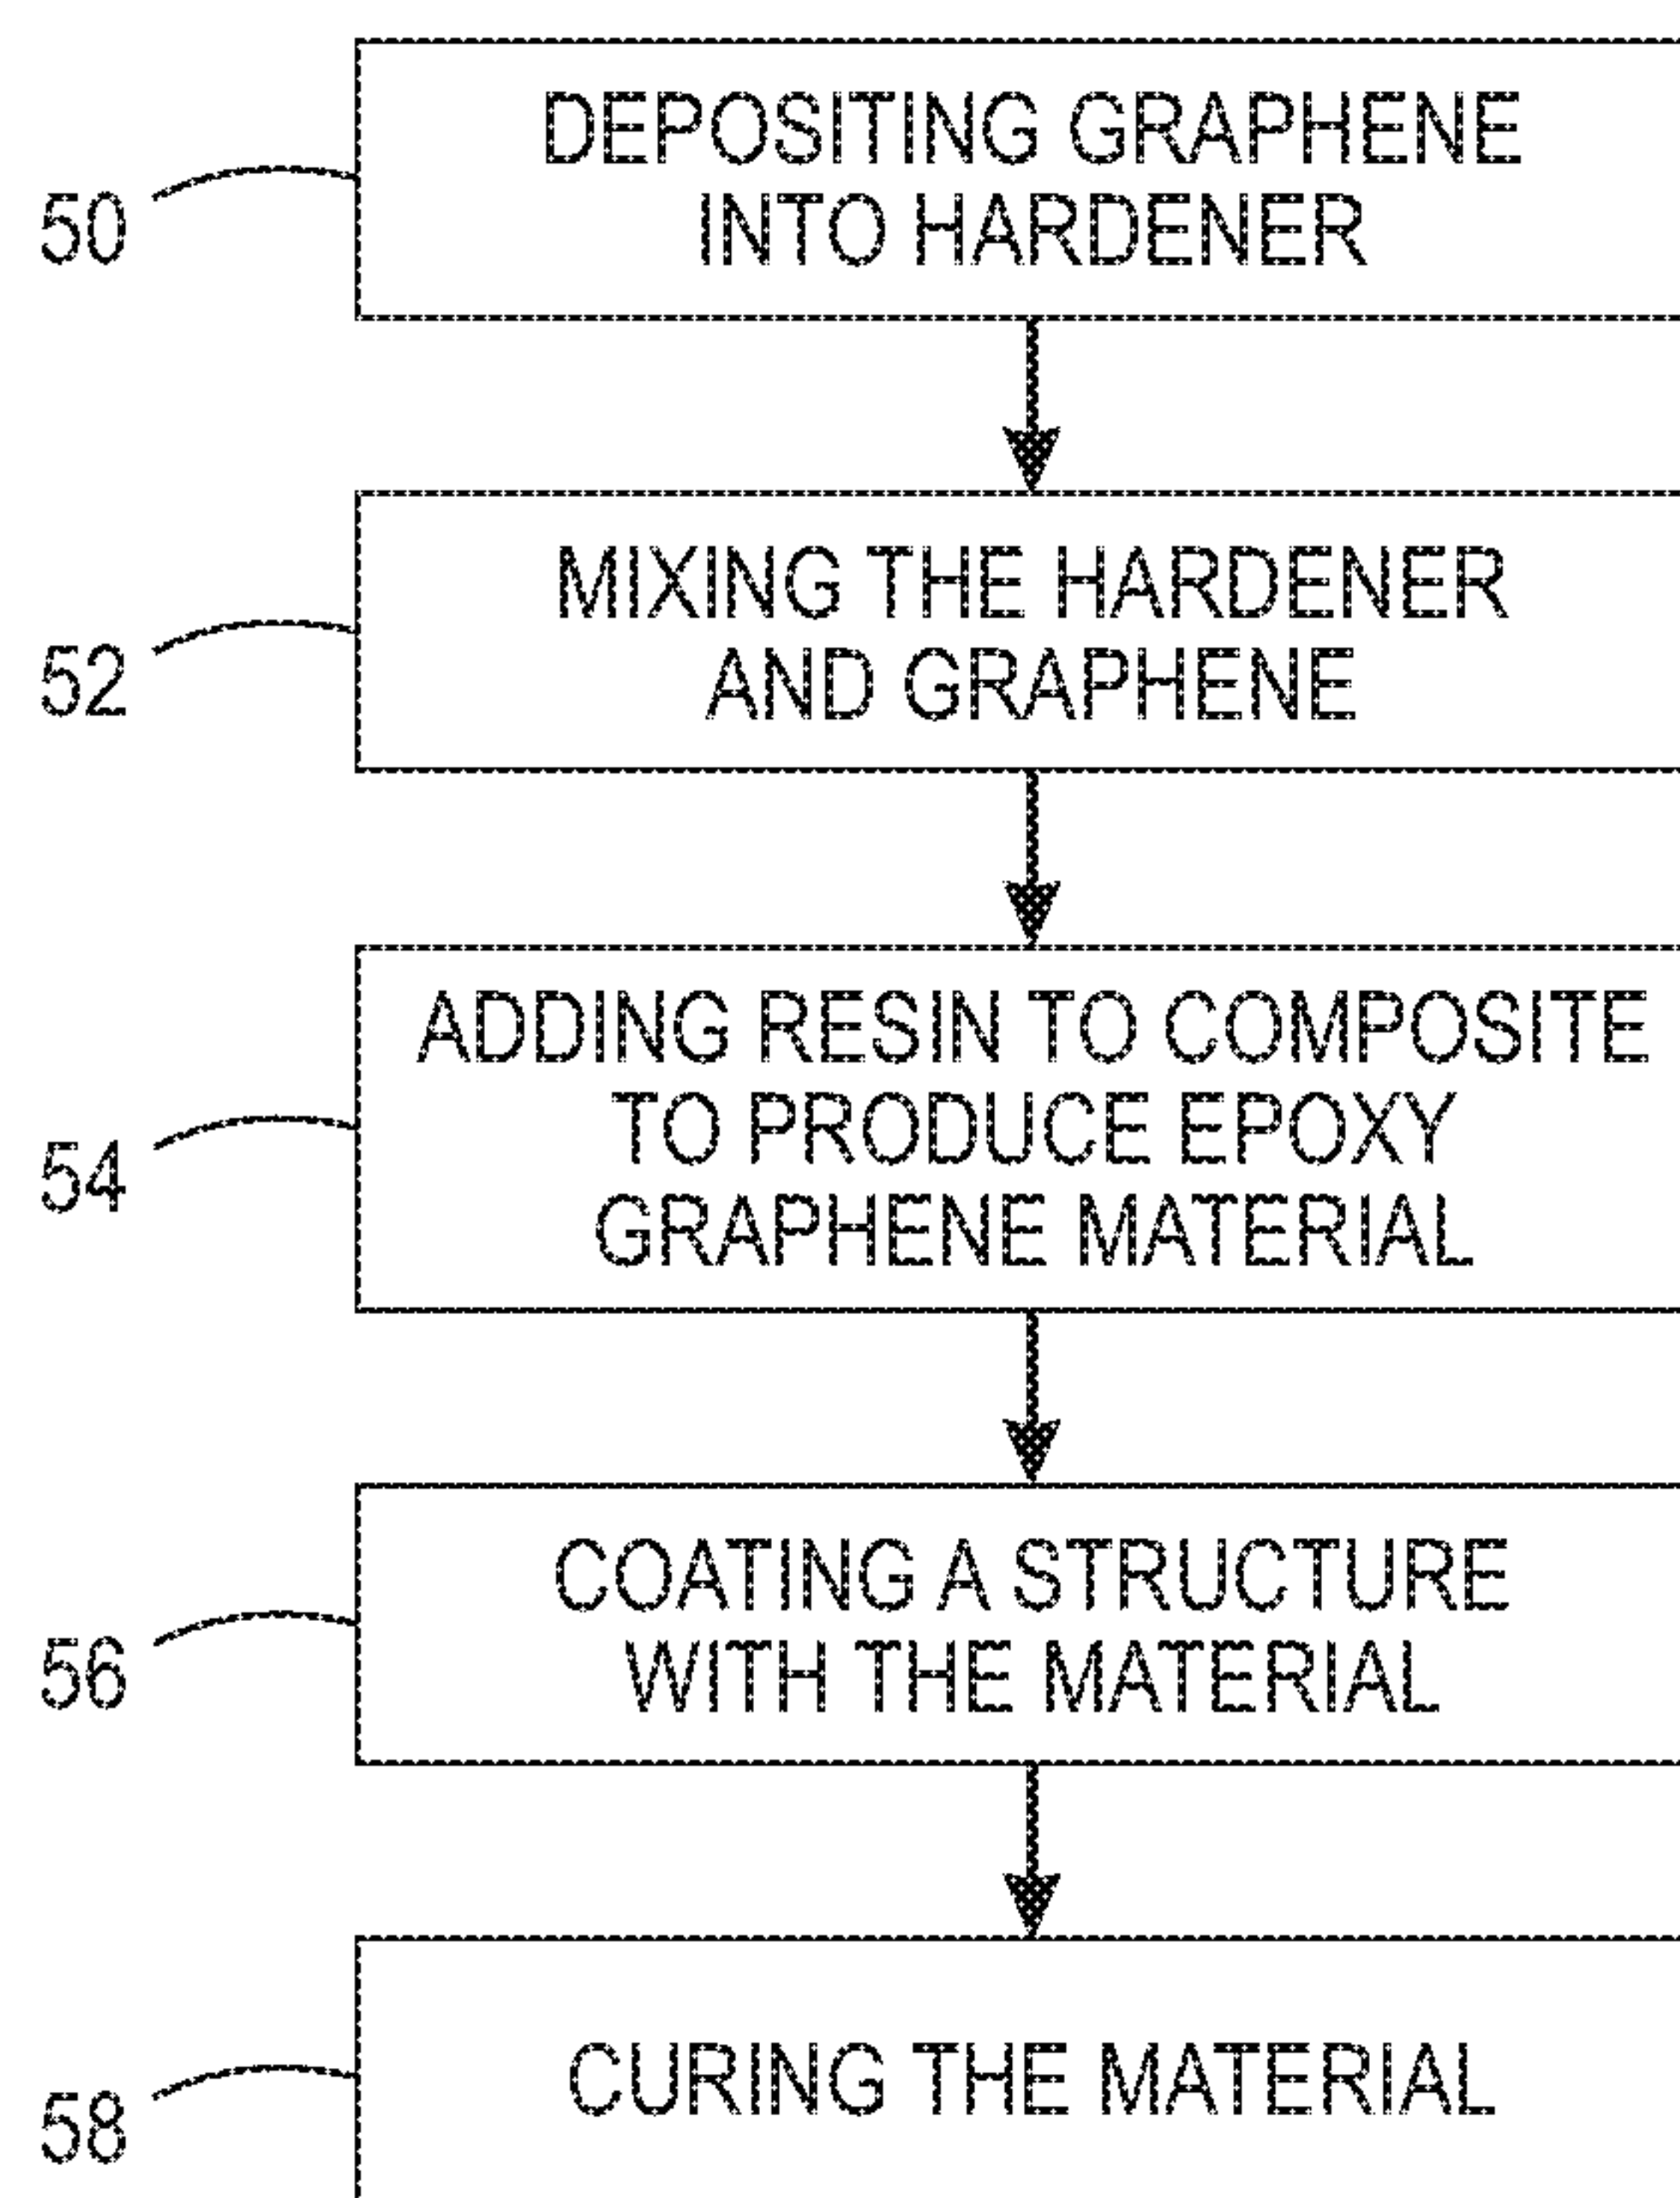 DEPOSITING GRAPHENE
INTO HARDENER
50
MIXING THE HARDENER
AND GRAPHENE
52
ADDING RESIN TO COMPOSITE
TO PRODUCE EPOXY
GRAPHENE MATERIAL
54
COATING A STRUCTURE
WITH THE MATERIAL
56
CURING THE MATERIAL
58